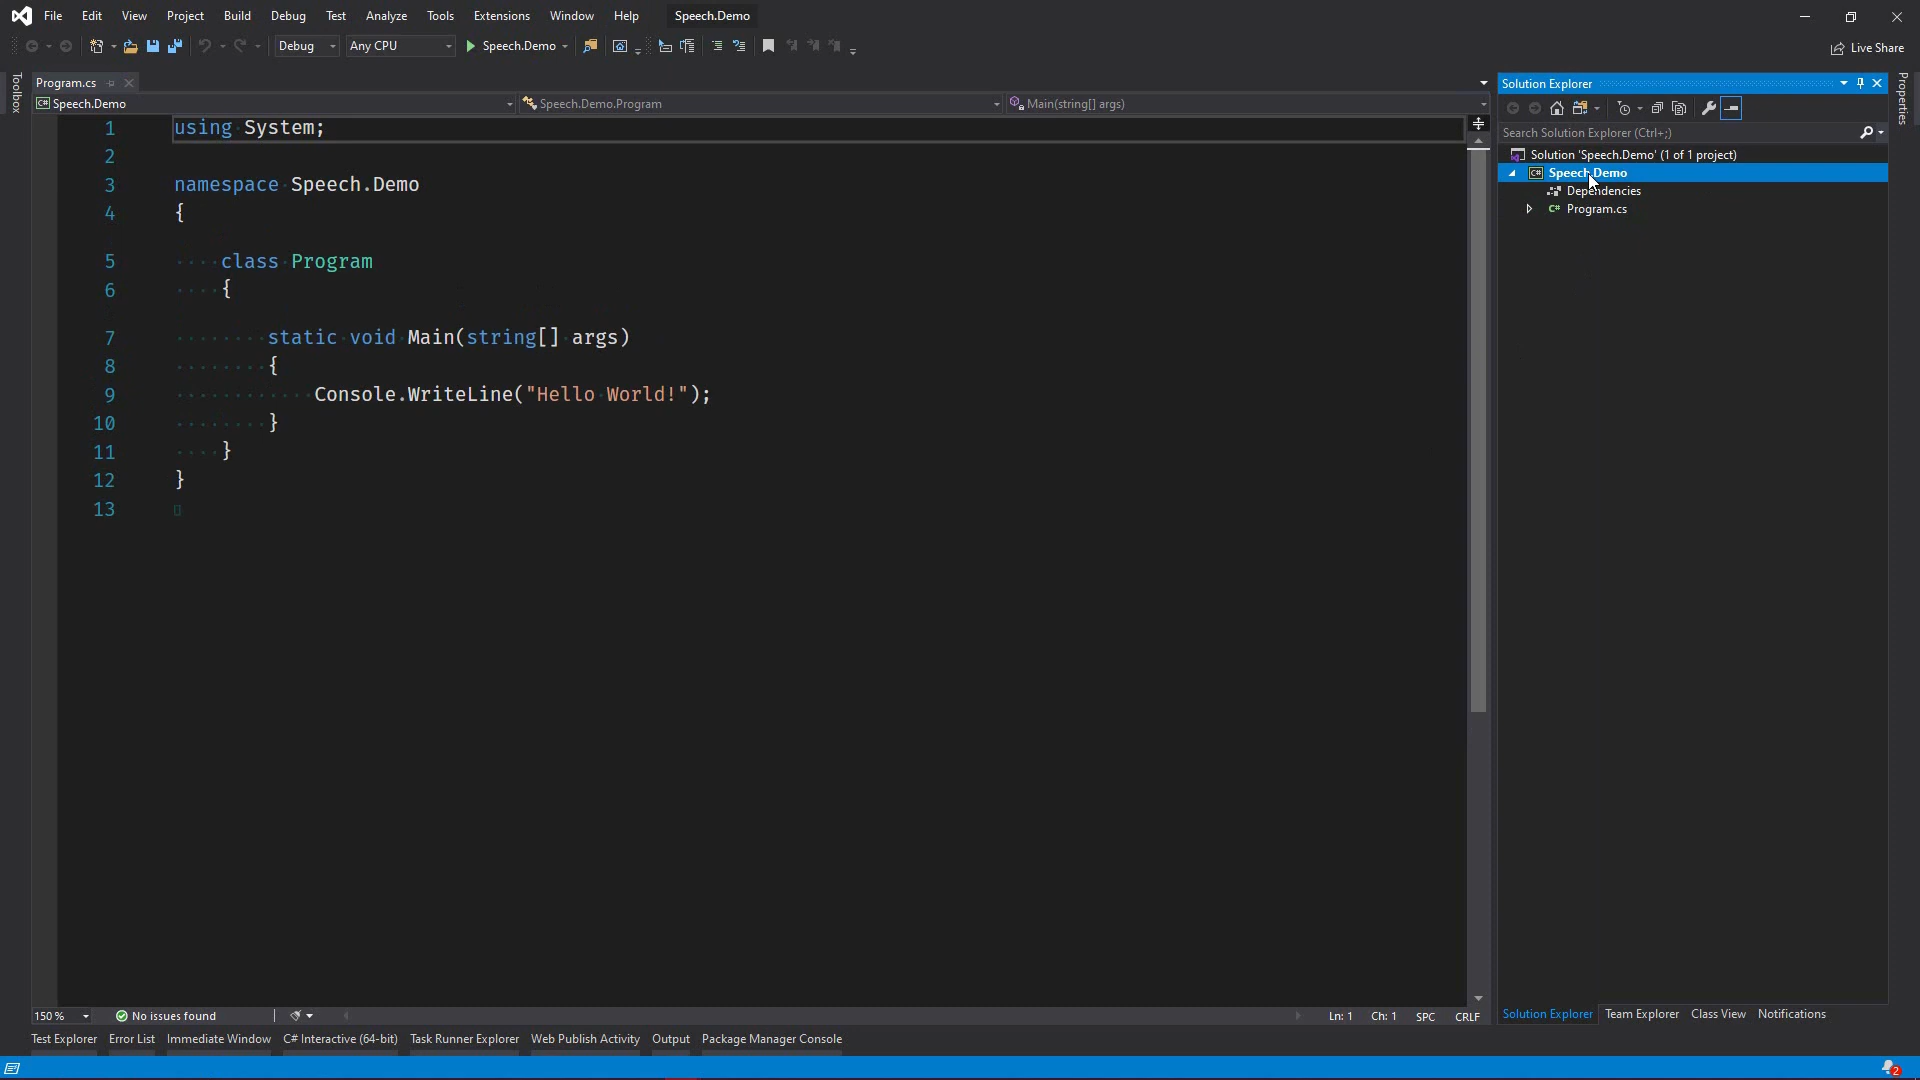 File Edit View Project Build Debug Test Analyze Tools Extensions Window Help Speech.Demo
Debug Any CPU Speech.Demo Live Share
Toolbox
Program.cs
C# Speech.Demo Speech.Demo.Program Main(string[] args)
1 using System;
2
3 namespace Speech.Demo
4 {
5 class Program
6 {
7 static void Main(string[] args)
8 {
9 Console.WriteLine("Hello World!");
10 }
11 }
12 }
13
Solution Explorer
Search Solution Explorer (Ctrl+;)
Solution 'Speech.Demo' (1 of 1 project)
C# Speech.Demo
Dependencies
C# Program.cs
Properties
150 % No issues found Ln: 1 Ch: 1 SPC CRLF
Solution Explorer Team Explorer Class View Notifications
Test Explorer Error List Immediate Window C# Interactive (64-bit) Task Runner Explorer Web Publish Activity Output Package Manager Console
2